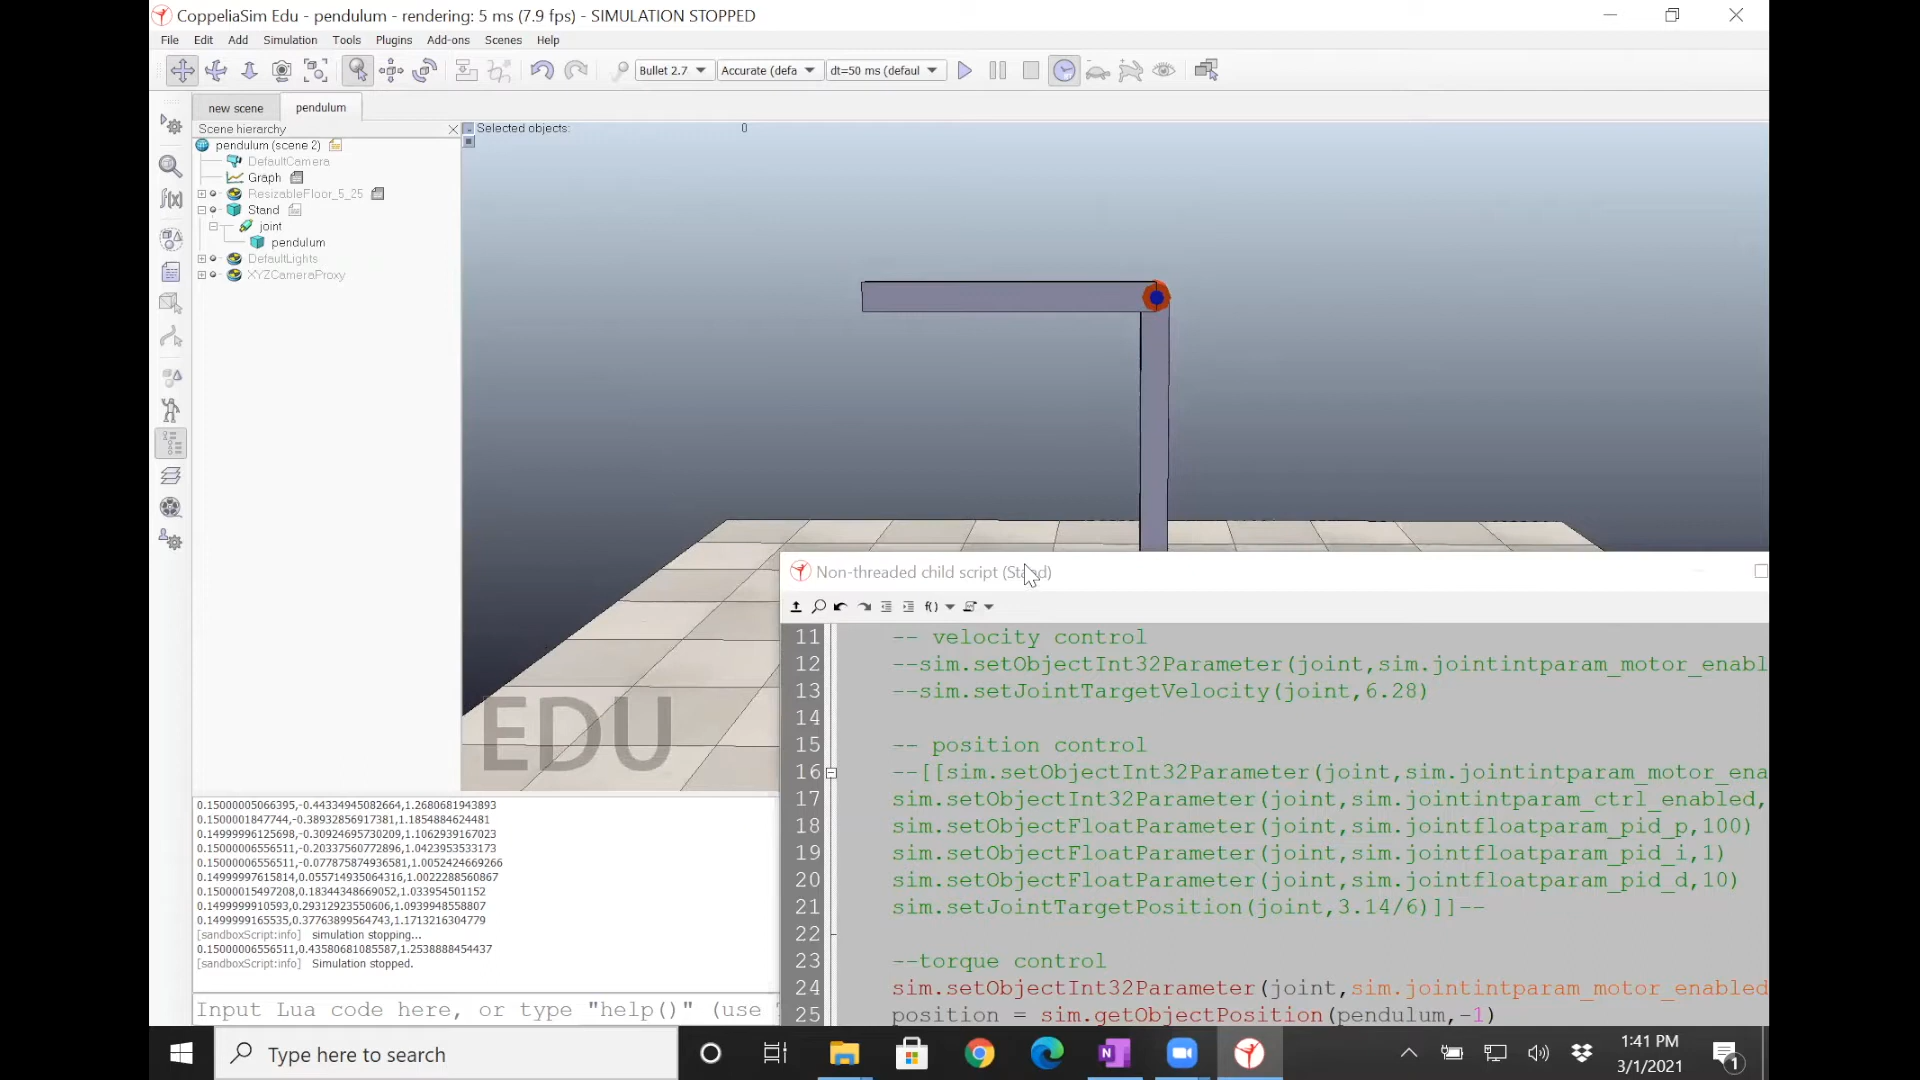 CoppeliaSim Edu - pendulum - rendering: 5 ms (7.9 fps) - SIMULATION STOPPED
File Edit Add Simulation Tools Plugins Add-ons Scenes Help
Bullet 2.7 Accurate (defa dt=50 ms (defaul
new scene pendulum
Scene hierarchy
Selected objects: 0
pendulum (scene 2)
DefaultCamera
Graph
ResizableFloor_5_25
Stand
joint
pendulum
DefaultLights
XYZCameraProxy
f(x)
EDU
Non-threaded child script (Stand)
f()
11 -- velocity control
12 --sim.setObjectInt32Parameter(joint,sim.jointintparam_motor_enabl
13 --sim.setJointTargetVelocity(joint,6.28)
14
15 -- position control
16 --[[sim.setObjectInt32Parameter(joint,sim.jointintparam_motor_ena
17 sim.setObjectInt32Parameter(joint,sim.jointintparam_ctrl_enabled,
18 sim.setObjectFloatParameter(joint,sim.jointfloatparam_pid_p,100)
19 sim.setObjectFloatParameter(joint,sim.jointfloatparam_pid_i,1)
20 sim.setObjectFloatParameter(joint,sim.jointfloatparam_pid_d,10)
21 sim.setJointTargetPosition(joint,3.14/6)]]--
22
23 --torque control
24 sim.setObjectInt32Parameter(joint,sim.jointintparam_motor_enabled
25 position = sim.getObjectPosition(pendulum,-1)
0.15000005066395,-0.44334945082664,1.2680681943893
0.1500001847744,-0.38932856917381,1.1854884624481
0.14999996125698,-0.30924695730209,1.1062939167023
0.15000006556511,-0.20337560772896,1.0423953533173
0.15000006556511,-0.077875874936581,1.0052424669266
0.14999997615814,0.055714935064316,1.0022288560867
0.15000015497208,0.18344348669052,1.033954501152
0.1499999910593,0.29312923550606,1.0939948558807
0.1499999165535,0.37763899564743,1.1713216304779
[sandboxScript:info] simulation stopping...
0.15000006556511,0.43580681085587,1.2538888454437
[sandboxScript:info] Simulation stopped.
Input Lua code here, or type "help()" (use
Type here to search
1:41 PM
3/1/2021
1